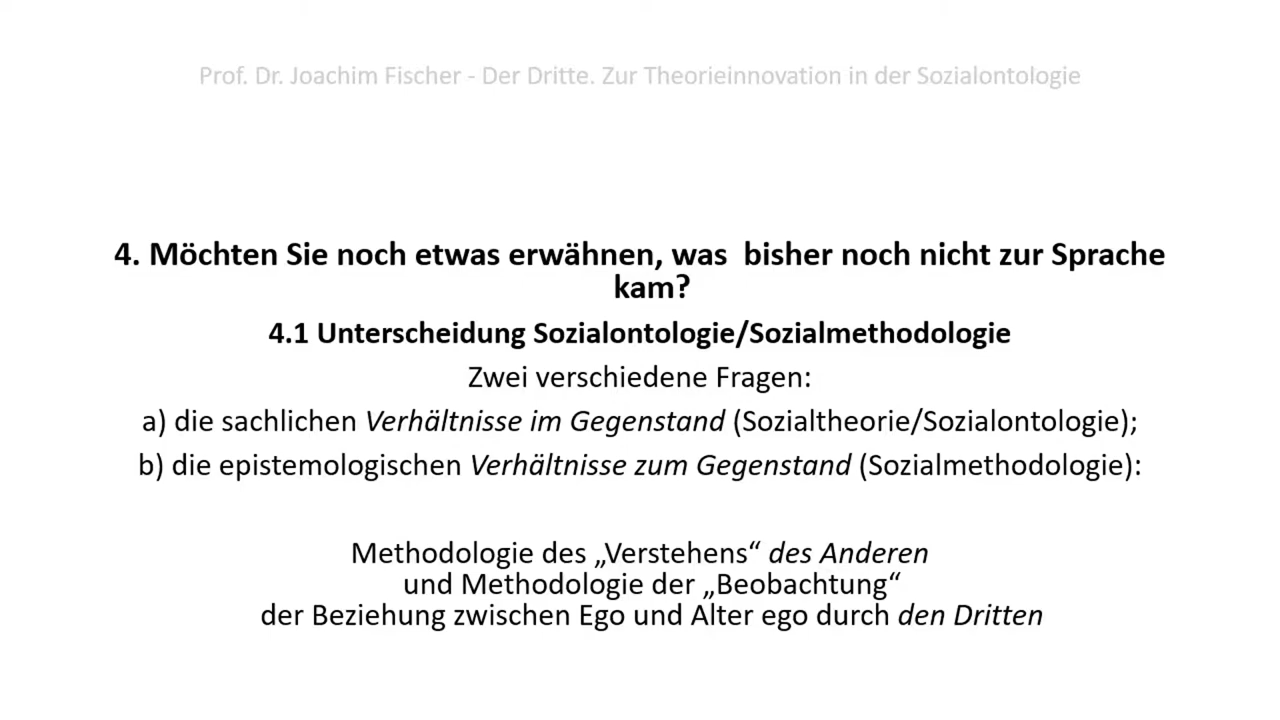 Prof. Dr. Joachim Fischer - Der Dritte. Zur Theorieinnovation in der Sozialontologie
4. Möchten Sie noch etwas erwähnen, was  bisher noch nicht zur Sprache
kam?
4.1 Unterscheidung Sozialontologie/Sozialmethodologie
Zwei verschiedene Fragen:
a) die sachlichen Verhältnisse im Gegenstand (Sozialtheorie/Sozialontologie);
b) die epistemologischen Verhältnisse zum Gegenstand (Sozialmethodologie):
Methodologie des „Verstehens“ des Anderen
und Methodologie der „Beobachtung“
der Beziehung zwischen Ego und Alter ego durch den Dritten